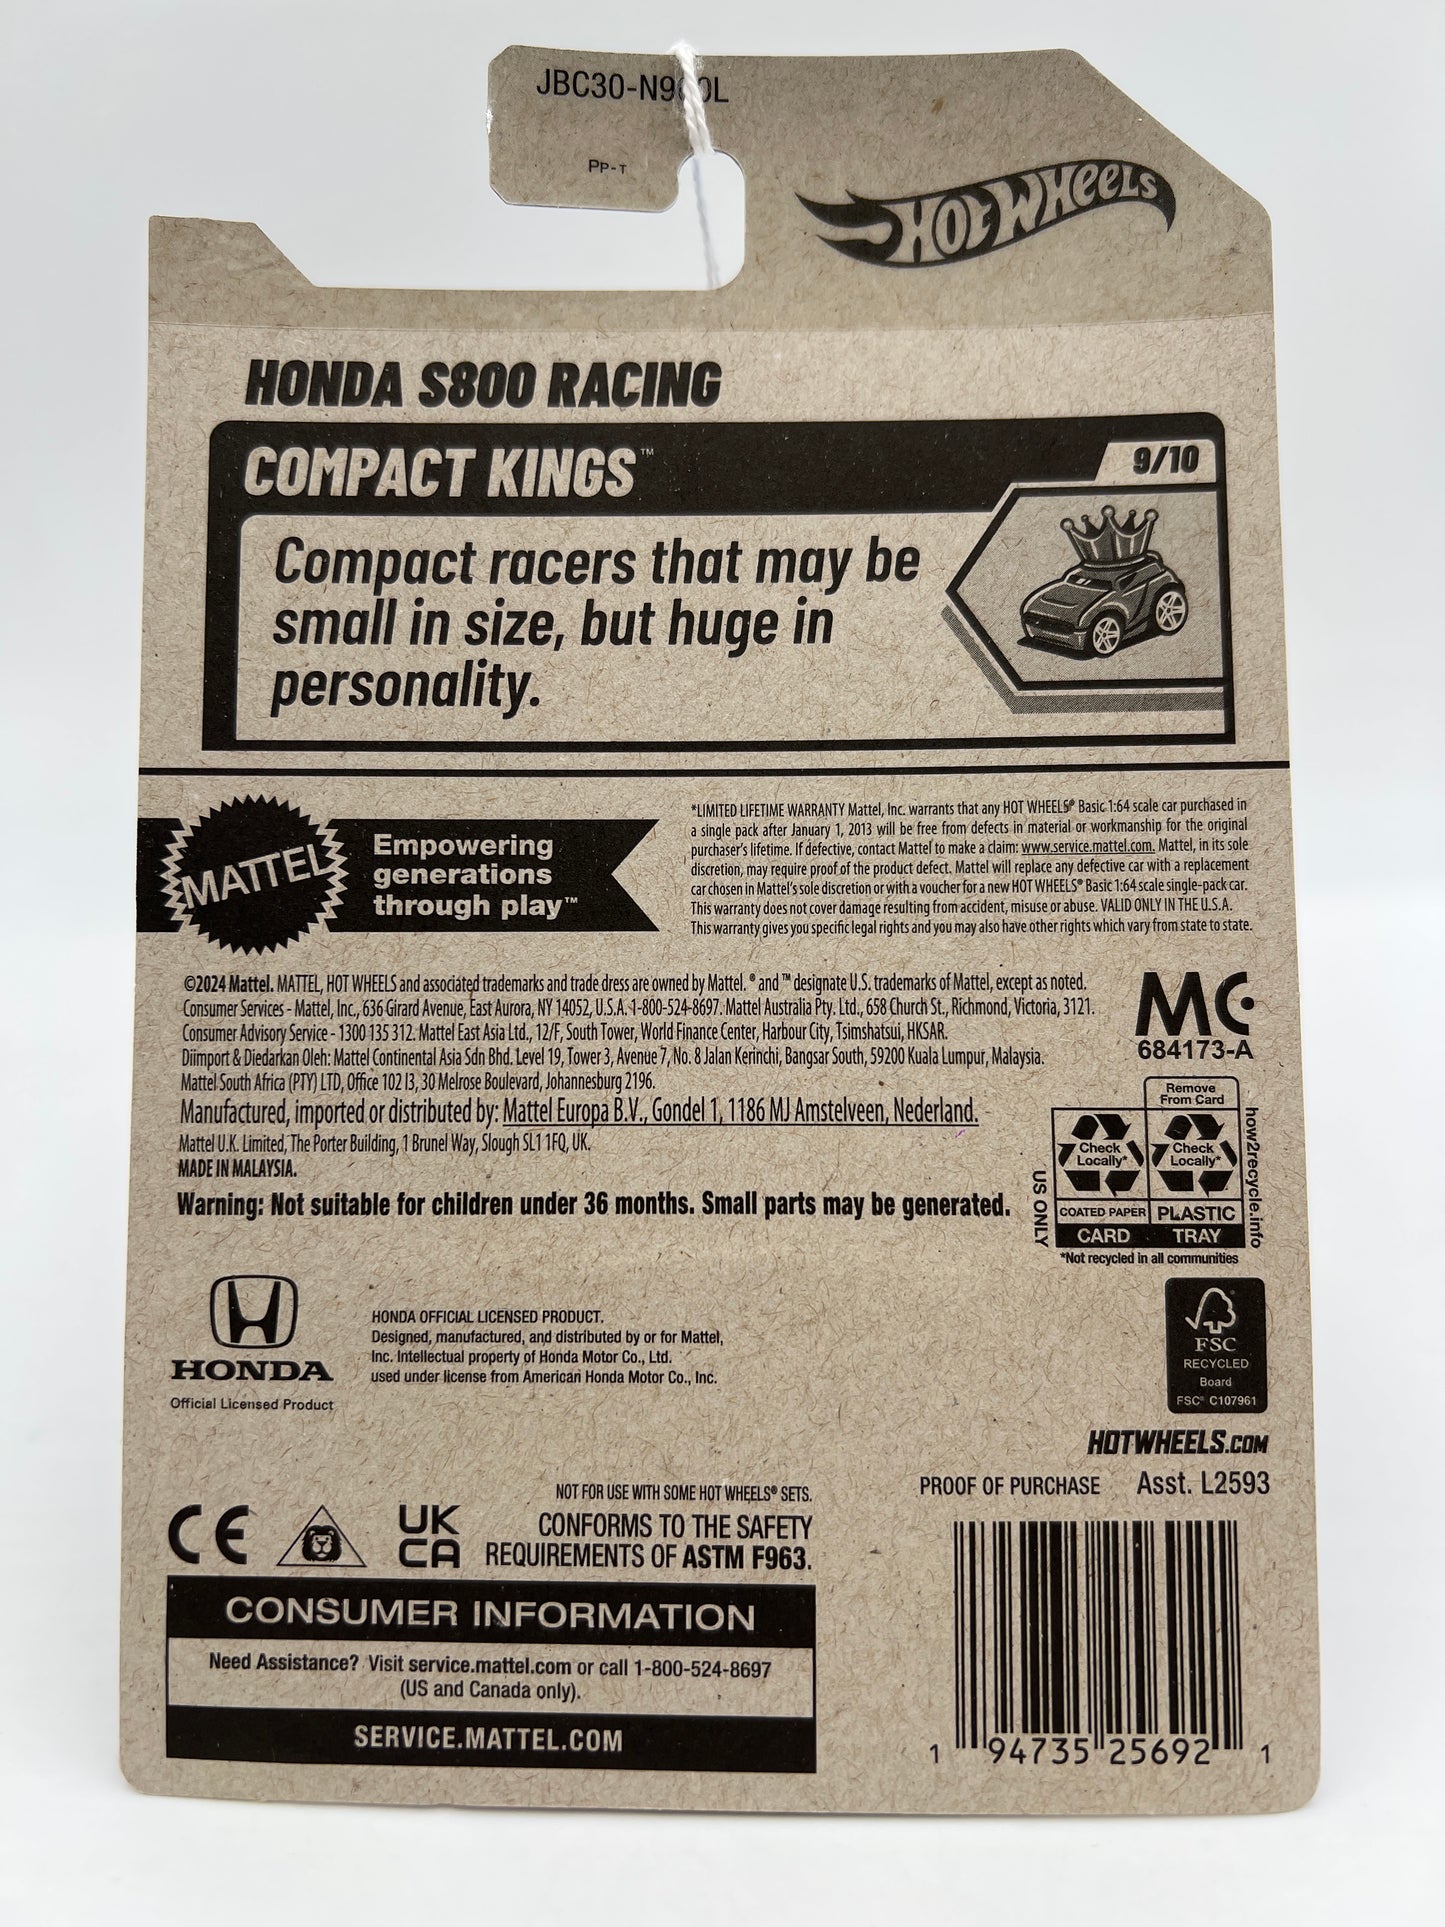 JBC30-N9
PP-T
HOT WHEELS
HONDA S800 RACING
COMPACT KINGS™
9/10
Compact racers that may be
small in size, but huge in
personality.
MATTEL
Empowering
generations
through play™
*LIMITED LIFETIME WARRANTY Mattel, Inc. warrants that any HOT WHEELS® Basic 1:64 scale car purchased in
a single pack after January 1, 2013 will be free from defects in material or workmanship for the original
purchaser's lifetime. If defective, contact Mattel to make a claim: www.service.mattel.com. Mattel, in its sole
discretion, may require proof of the product defect. Mattel will replace any defective car with a replacement
car chosen in Mattel's sole discretion or with a voucher for a new HOT WHEELS® Basic 1:64 scale single-pack car.
This warranty does not cover damage resulting from accident, misuse or abuse. VALID ONLY IN THE U.S.A.
This warranty gives you specific legal rights and you may also have other rights which vary from state to state.
©2024 Mattel. MATTEL, HOT WHEELS and associated trademarks and trade dress are owned by Mattel. ® and ™ designate U.S. trademarks of Mattel, except as noted.
Consumer Services - Mattel, Inc., 636 Girard Avenue, East Aurora, NY 14052, U.S.A. 1-800-524-8697. Mattel Australia Pty. Ltd., 658 Church St., Richmond, Victoria, 3121.
Consumer Advisory Service - 1300 135 312. Mattel East Asia Ltd., 12/F, South Tower, World Finance Center, Harbour City, Tsimshatsui, HKSAR.
Diimport & Diedarkan Oleh: Mattel Continental Asia Sdn Bhd. Level 19, Tower 3, Avenue 7, No. 8 Jalan Kerinchi, Bangsar South, 59200 Kuala Lumpur, Malaysia.
Mattel South Africa (PTY) LTD, Office 102 I3, 30 Melrose Boulevard, Johannesburg 2196.
Manufactured, imported or distributed by: Mattel Europa B.V., Gondel 1, 1186 MJ Amstelveen, Nederland.
Mattel U.K. Limited, The Porter Building, 1 Brunel Way, Slough SL1 1FQ, UK.
MADE IN MALAYSIA.
Warning: Not suitable for children under 36 months. Small parts may be generated.
MC
684173-A
Remove
From Card
Check
Locally*
Check
Locally*
COATED PAPER
PLASTIC
CARD
TRAY
US ONLY
how2recycle.info
*Not recycled in all communities
HONDA
Official Licensed Product
HONDA OFFICIAL LICENSED PRODUCT.
Designed, manufactured, and distributed by or for Mattel,
Inc. Intellectual property of Honda Motor Co., Ltd.
used under license from American Honda Motor Co., Inc.
FSC
RECYCLED
Board
FSC® C107961
HOTWHEELS.COM
PROOF OF PURCHASE Asst. L2593
NOT FOR USE WITH SOME HOT WHEELS® SETS.
CONFORMS TO THE SAFETY
REQUIREMENTS OF ASTM F963.
CE
UK
CA
CONSUMER INFORMATION
Need Assistance? Visit service.mattel.com or call 1-800-524-8697
(US and Canada only).
SERVICE.MATTEL.COM
1 94735 25692 1